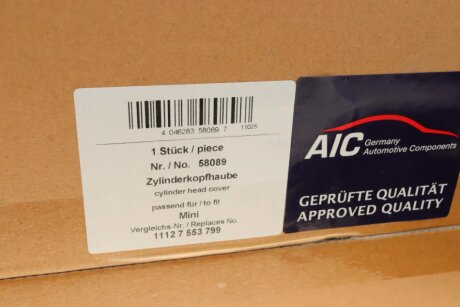 4 046283 58089 7 11025
1 Stück / piece
Nr. / No. 58089
Zylinderkopfhaube
cylinder head cover
passend für / to fit
Mini
Vergleichs-Nr. / Replaces No.
1112 7 553 799
AIC Germany
Automotive Components
GEPRÜFTE QUALITÄT
APPROVED QUALITY